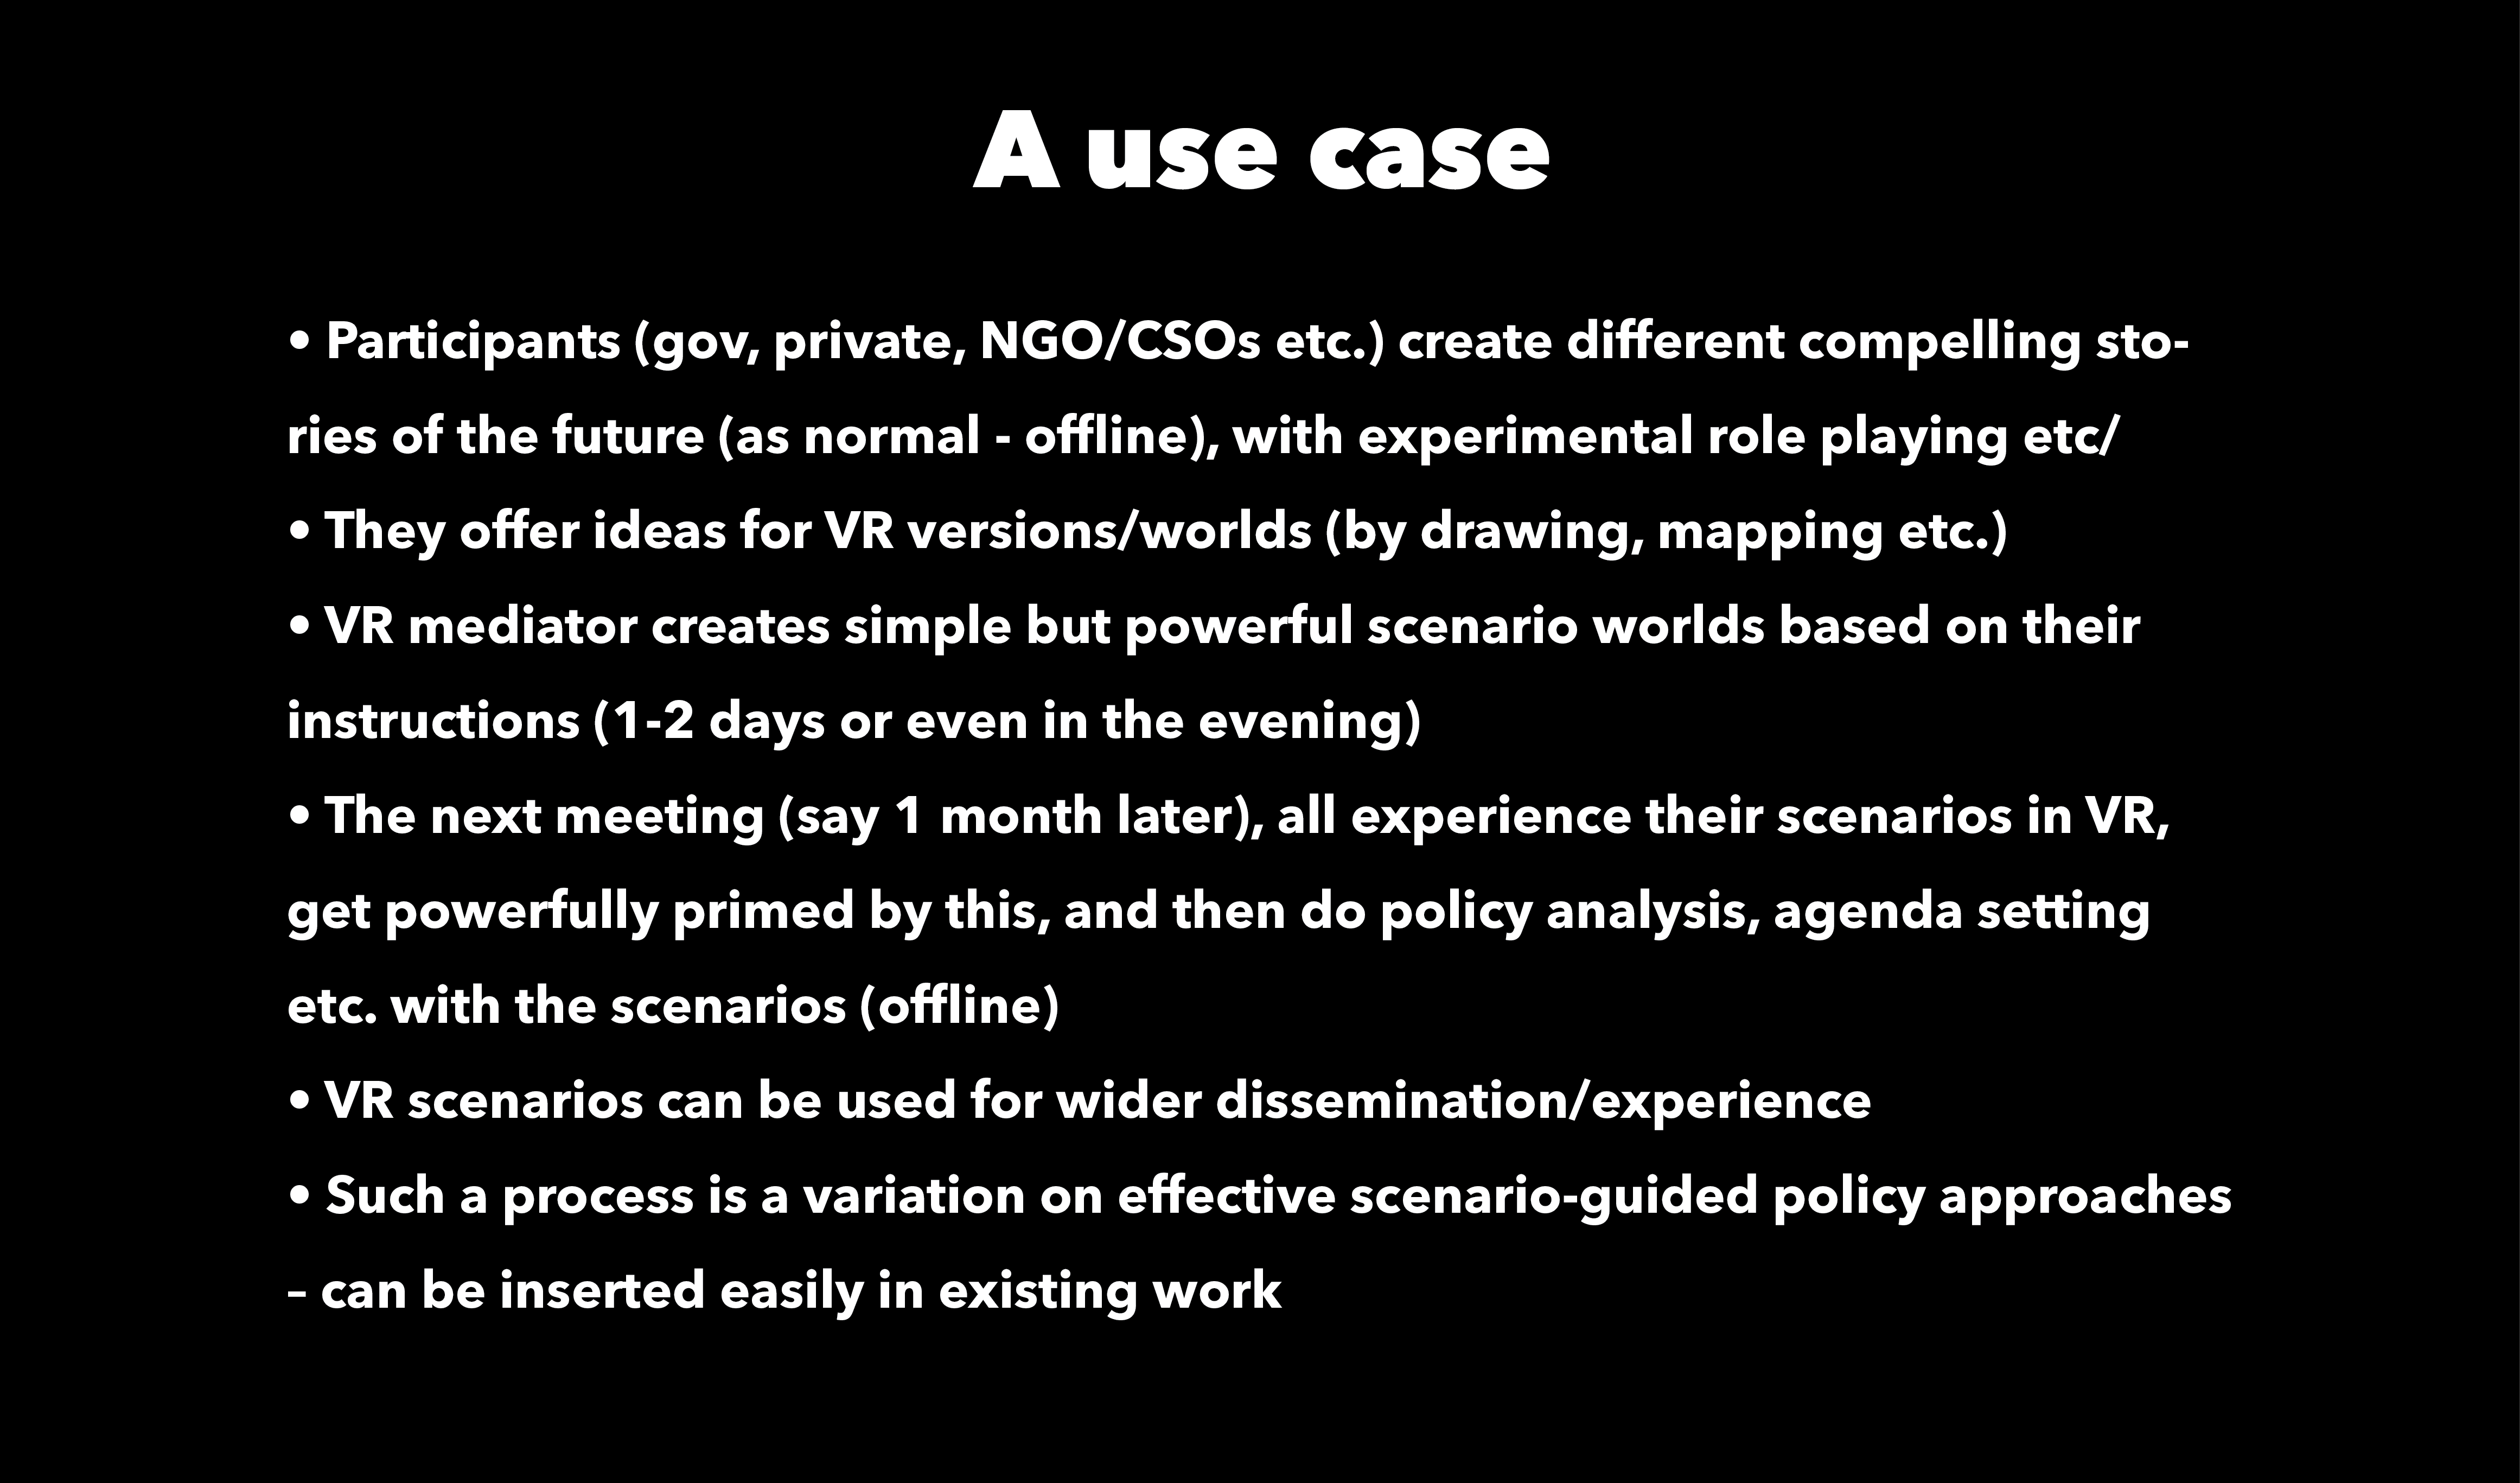 A use case
• Participants (gov, private, NGO/CSOs etc.) create different compelling sto-
ries of the future (as normal - offline), with experimental role playing etc/
• They offer ideas for VR versions/worlds (by drawing, mapping etc.)
• VR mediator creates simple but powerful scenario worlds based on their
instructions (1-2 days or even in the evening)
• The next meeting (say 1 month later), all experience their scenarios in VR,
get powerfully primed by this, and then do policy analysis, agenda setting
etc. with the scenarios (offline)
• VR scenarios can be used for wider dissemination/experience
• Such a process is a variation on effective scenario-guided policy approaches
– can be inserted easily in existing work